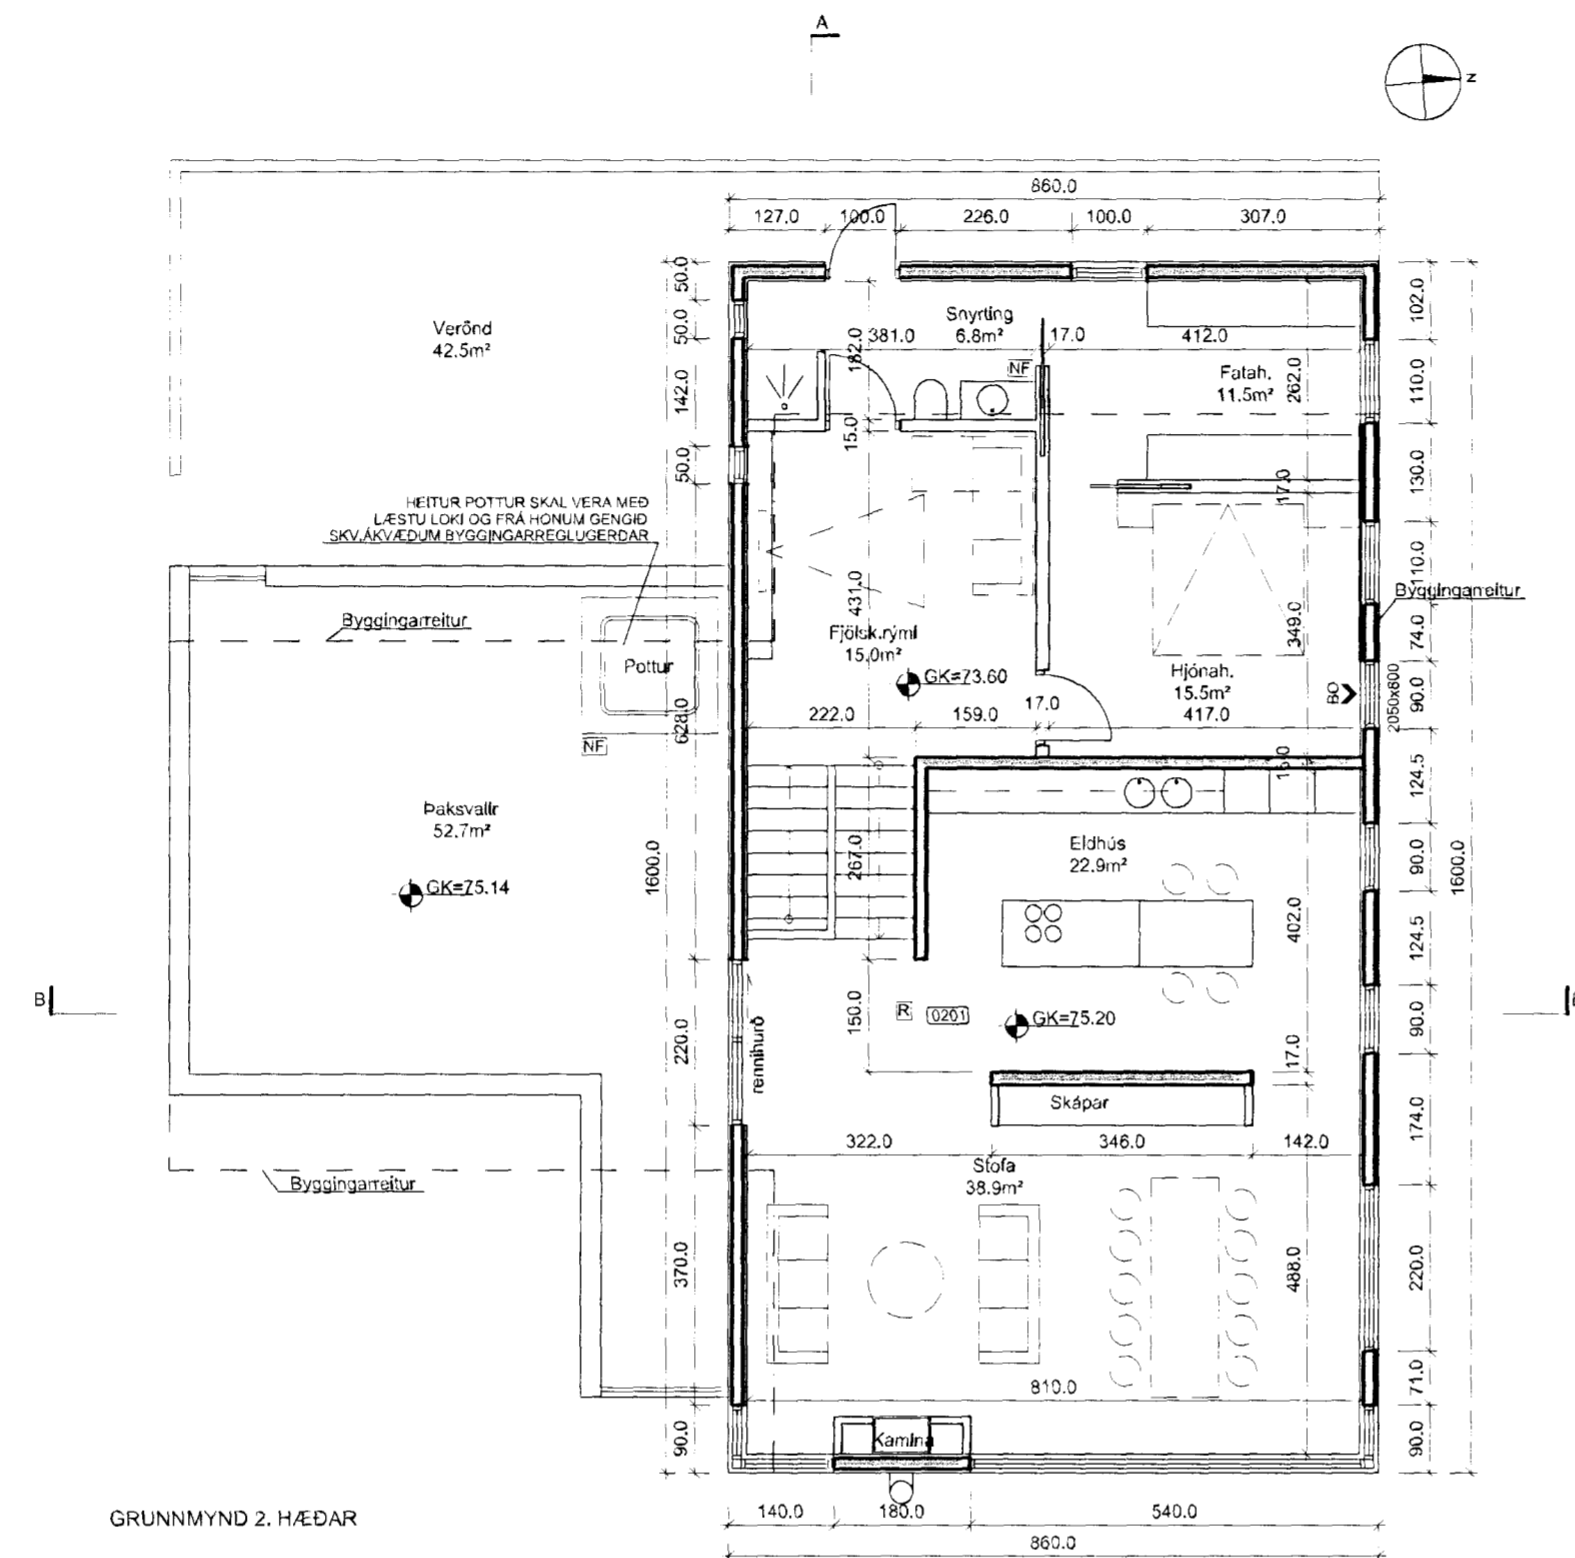 A
N
860.0
127.0 100.0 226.0 100.0 307.0
Verönd
42.5m²
50.0
50.0
142.0
50.0
628.0
220.0
370.0
90.0
1600.0
Snyrting
6.8m²
381.0
17.0
412.0
182.0
NF
Fatah.
11.5m²
262.0
15.0
17.0
HEITUR POTTUR SKAL VERA MEÐ
LÆSTU LOKI OG FRÁ HONUM GENGIÐ
SKV.ÁKVÆÐUM BYGGINGARREGLUGERÐAR
Byggingarreitur
Pottur
NF
431.0
Fjölsk.rými
15.0m²
GK=73.60
349.0
Hjónah.
15.5m²
222.0
159.0
17.0
417.0
Byggingarreitur
BO
2050x800
102.0
110.0
130.0
110.0
74.0
90.0
124.5
90.0
124.5
90.0
174.0
220.0
71.0
90.0
1600.0
Þaksvalir
52.7m²
GK=75.14
267.0
Eldhús
22.9m²
402.0
B
150.0
R
0201
GK=75.20
rennihurð
17.0
Skápar
322.0
346.0
142.0
Stofa
38.9m²
Byggingarreitur
488.0
810.0
Kamína
GRUNNMYND 2. HÆÐAR
140.0 180.0 540.0
860.0